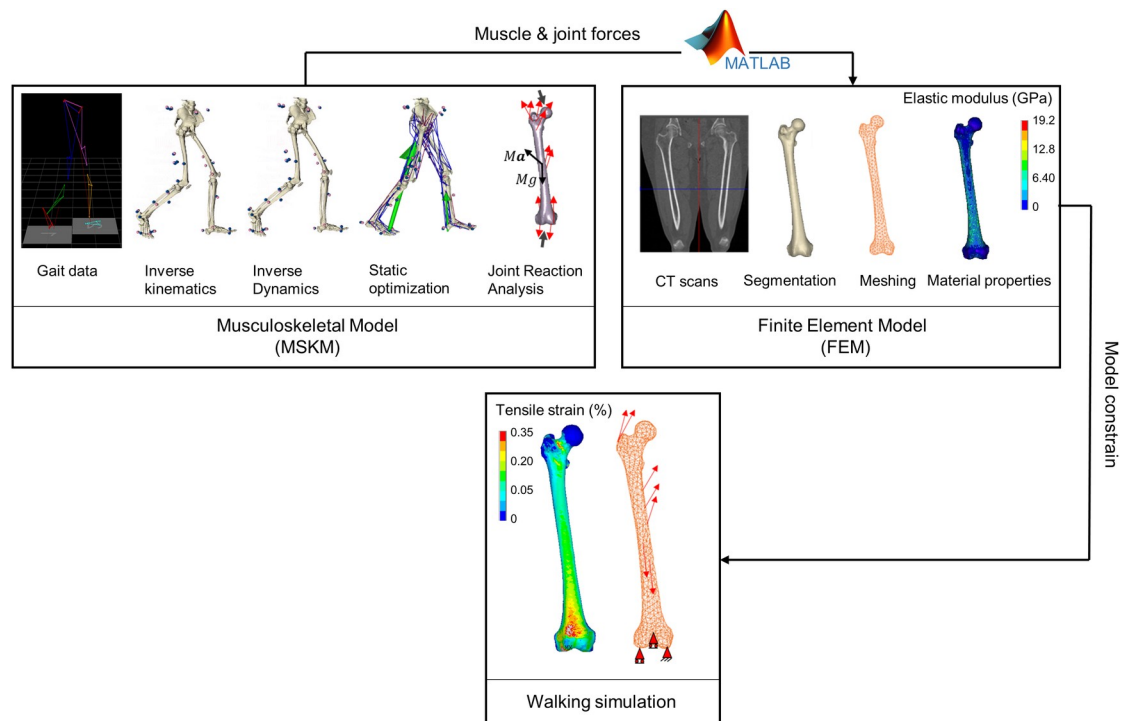 Muscle & joint forces
MATLAB
Gait data
Inverse
kinematics
Inverse
Dynamics
Static
optimization
Ma
Mg
Joint Reaction
Analysis
Musculoskeletal Model
(MSKM)
Elastic modulus (GPa)
19.2
12.8
6.40
0
CT scans
Segmentation
Meshing
Material properties
Finite Element Model
(FEM)
Model constrain
Tensile strain (%)
0.35
0.20
0.05
0
Walking simulation